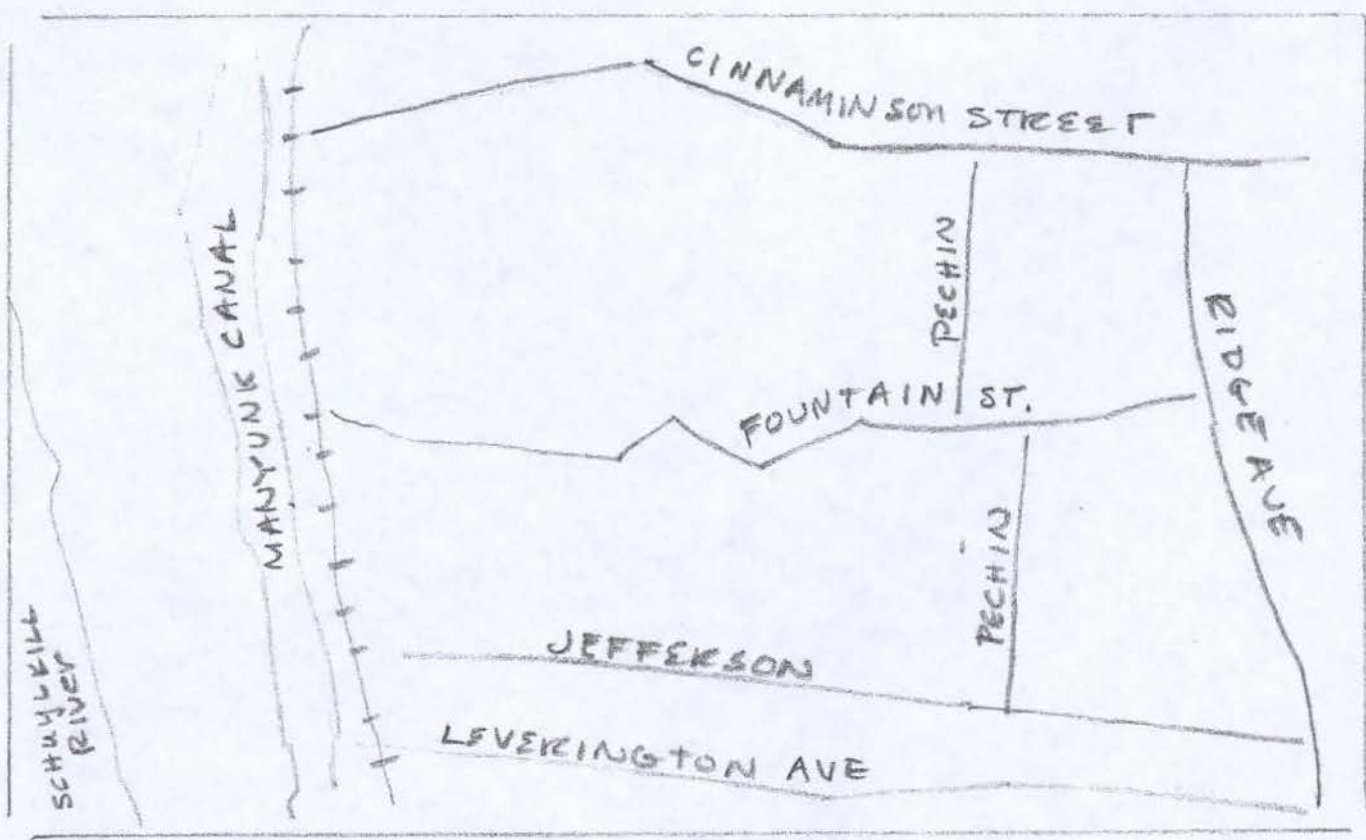 CINNAMINSON STREET
MANYUNK CANAL
PECHIN
RIDGE AVE
FOUNTAIN ST.
PECHIN
SCHUYLKILL
RIVER
JEFFERSON
LEVERINGTON AVE